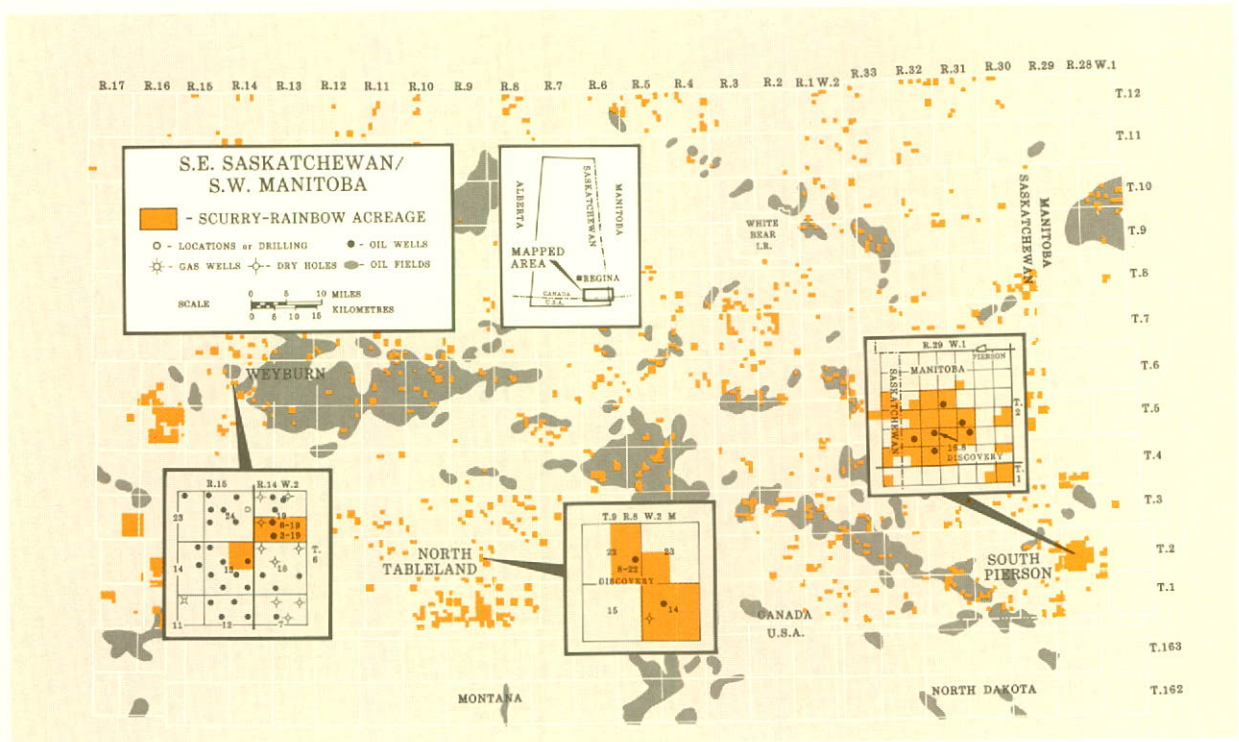 R.17 R.16 R.15 R.14 R.13 R.12 R.11 R.10 R.9 R.8 R.7 R.6 R.5 R.4 R.3 R.2 R.1 W.2 R.33 R.32 R.31 R.30 R.29 R.28 W.1
T.12
T.11
T.10
T.9
T.8
T.7
T.6
T.5
T.4
T.3
T.2
T.1
T.163
T.162
S.E. SASKATCHEWAN/
S.W. MANITOBA
- SCURRY-RAINBOW ACREAGE
- LOCATIONS or DRILLING
- OIL WELLS
- GAS WELLS
- DRY HOLES
- OIL FIELDS
SCALE
0 5 10 MILES
0 5 10 15 KILOMETRES
ALBERTA
SASKATCHEWAN
MANITOBA
MAPPED
AREA
REGINA
CANADA
U.S.A.
WHITE
BEAR
I.R.
SASKATCHEWAN
MANITOBA
WEYBURN
R.29 W.1
PIERSON
MANITOBA
SASKATCHEWAN
T.
2
16.8
DISCOVERY
T.
1
R.15 R.14 W.2
23 24 19
6-19
3-19
T.
6
14 13 18
11 12 7
NORTH
TABLELAND
T.9 R.8 W.2 M
23 23
8-22
DISCOVERY
15 14
SOUTH
PIERSON
CANADA
U.S.A.
MONTANA
NORTH DAKOTA